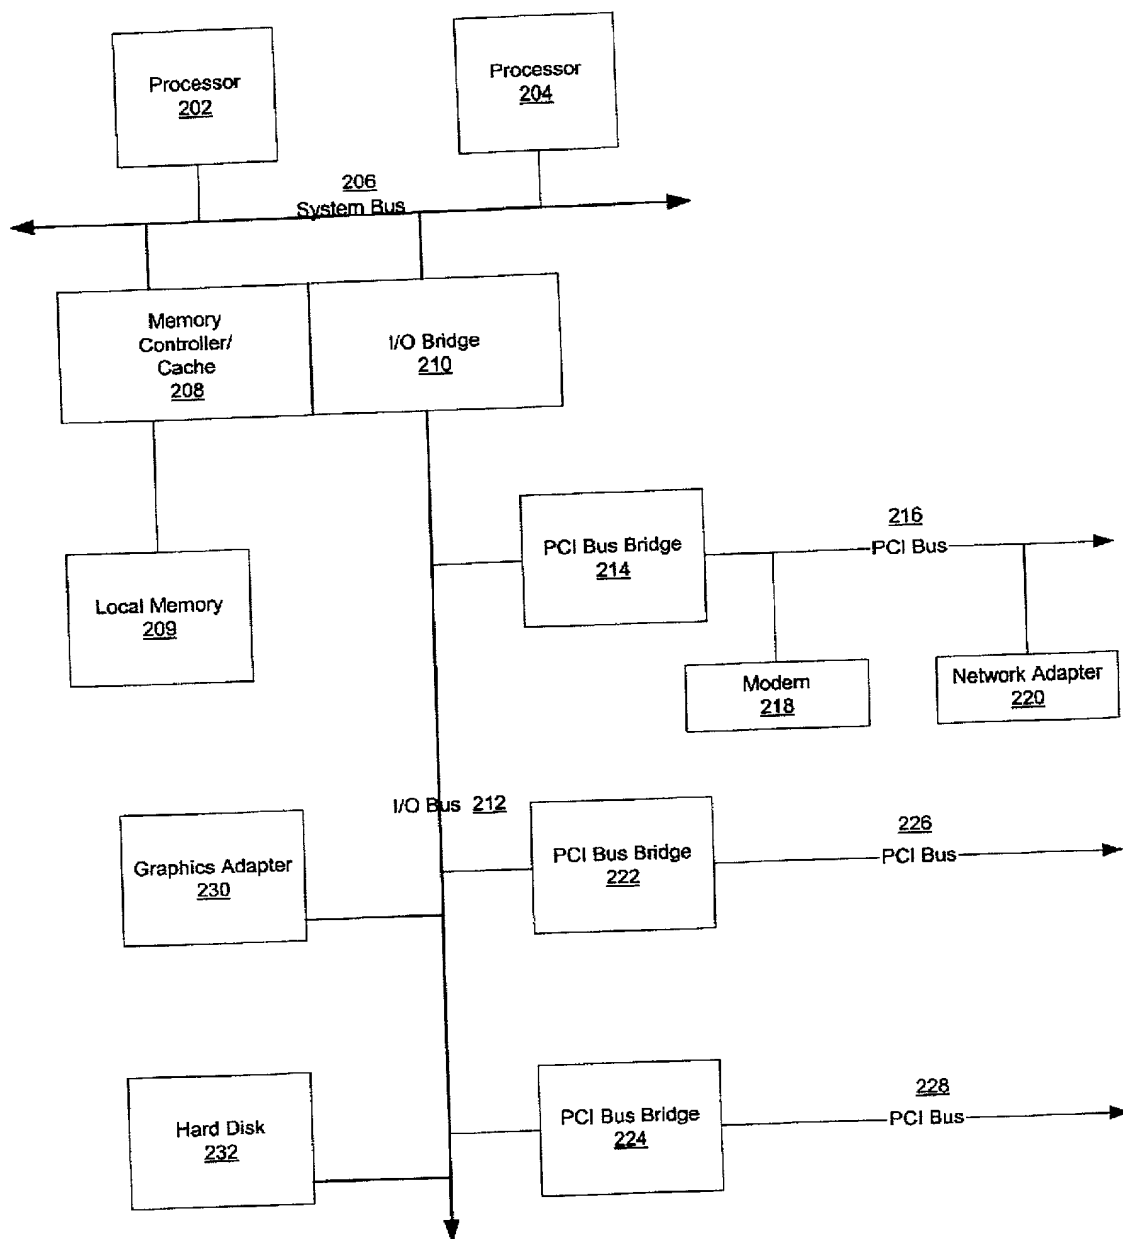 Processor
202
Processor
204
206
System Bus
Memory
Controller/
Cache
208
I/O Bridge
210
PCI Bus Bridge
214
216
PCI Bus
Local Memory
209
Modem
218
Network Adapter
220
I/O Bus 212
Graphics Adapter
230
PCI Bus Bridge
222
226
PCI Bus
Hard Disk
232
PCI Bus Bridge
224
228
PCI Bus